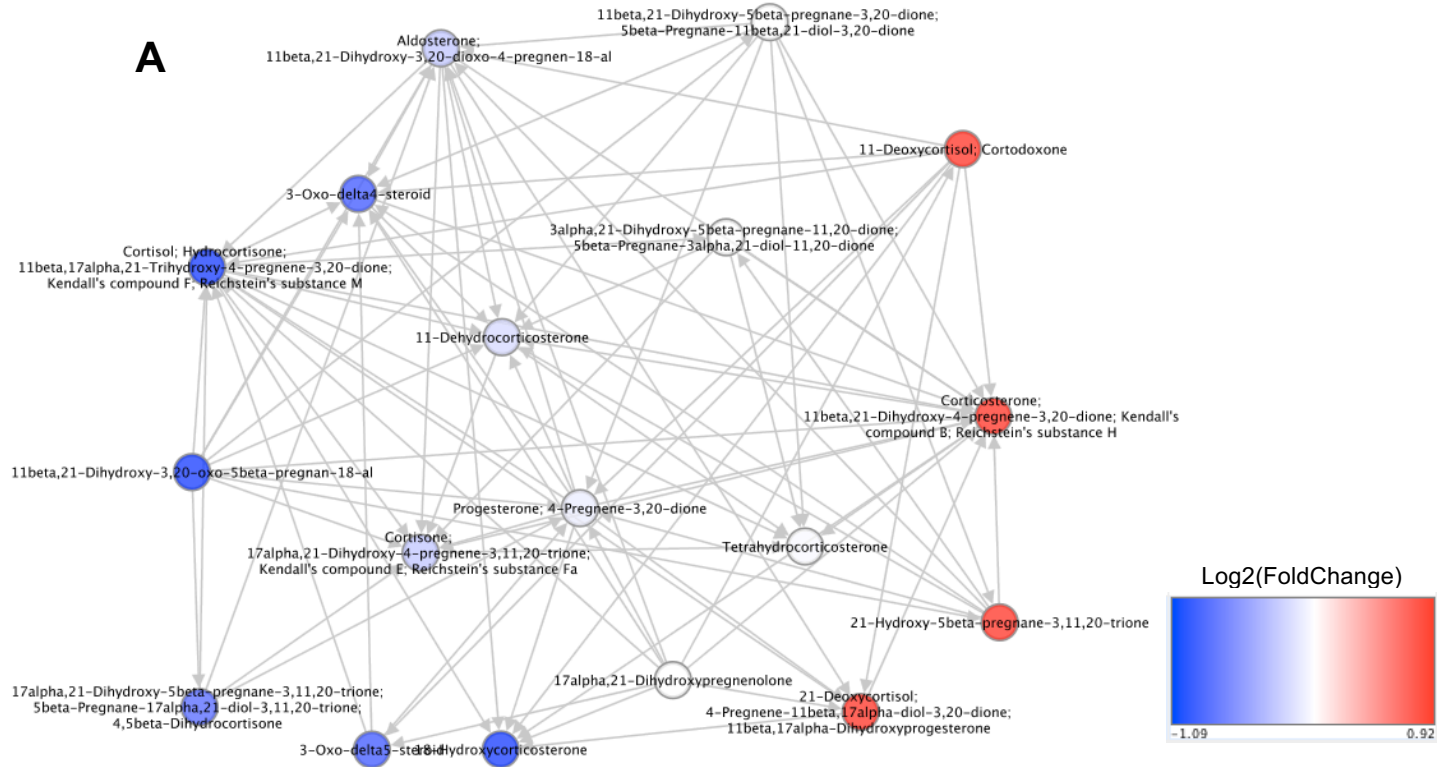 A
11beta,21-Dihydroxy-5beta-pregnane-3,20-dione;
5beta-Pregnane-11beta,21-diol-3,20-dione
Aldosterone;
11beta,21-Dihydroxy-3,20-dioxo-4-pregnen-18-al
11-Deoxycortisol; Cortodoxone
3-Oxo-delta4-steroid
3alpha,21-Dihydroxy-5beta-pregnane-11,20-dione;
5beta-Pregnane-3alpha,21-diol-11,20-dione
Cortisol; Hydrocortisone;
11beta,17alpha,21-Trihydroxy-4-pregnene-3,20-dione;
Kendall's compound F; Reichstein's substance M
11-Dehydrocorticosterone
Corticosterone;
11beta,21-Dihydroxy-4-pregnene-3,20-dione; Kendall's
compound B; Reichstein's substance H
11beta,21-Dihydroxy-3,20-oxo-5beta-pregnan-18-al
Progesterone; 4-Pregnene-3,20-dione
Cortisone;
17alpha,21-Dihydroxy-4-pregnene-3,11,20-trione;
Kendall's compound E; Reichstein's substance Fa
Tetrahydrocorticosterone
21-Hydroxy-5beta-pregnane-3,11,20-trione
17alpha,21-Dihydroxypregnenolone
17alpha,21-Dihydroxy-5beta-pregnane-3,11,20-trione;
5beta-Pregnane-17alpha,21-diol-3,11,20-trione;
4,5beta-Dihydrocortisone
21-Deoxycortisol;
4-Pregnene-11beta,17alpha-diol-3,20-dione;
11beta,17alpha-Dihydroxyprogesterone
3-Oxo-delta5-steroid
18-Hydroxycorticosterone
Log2(FoldChange)
-1.09
0.92